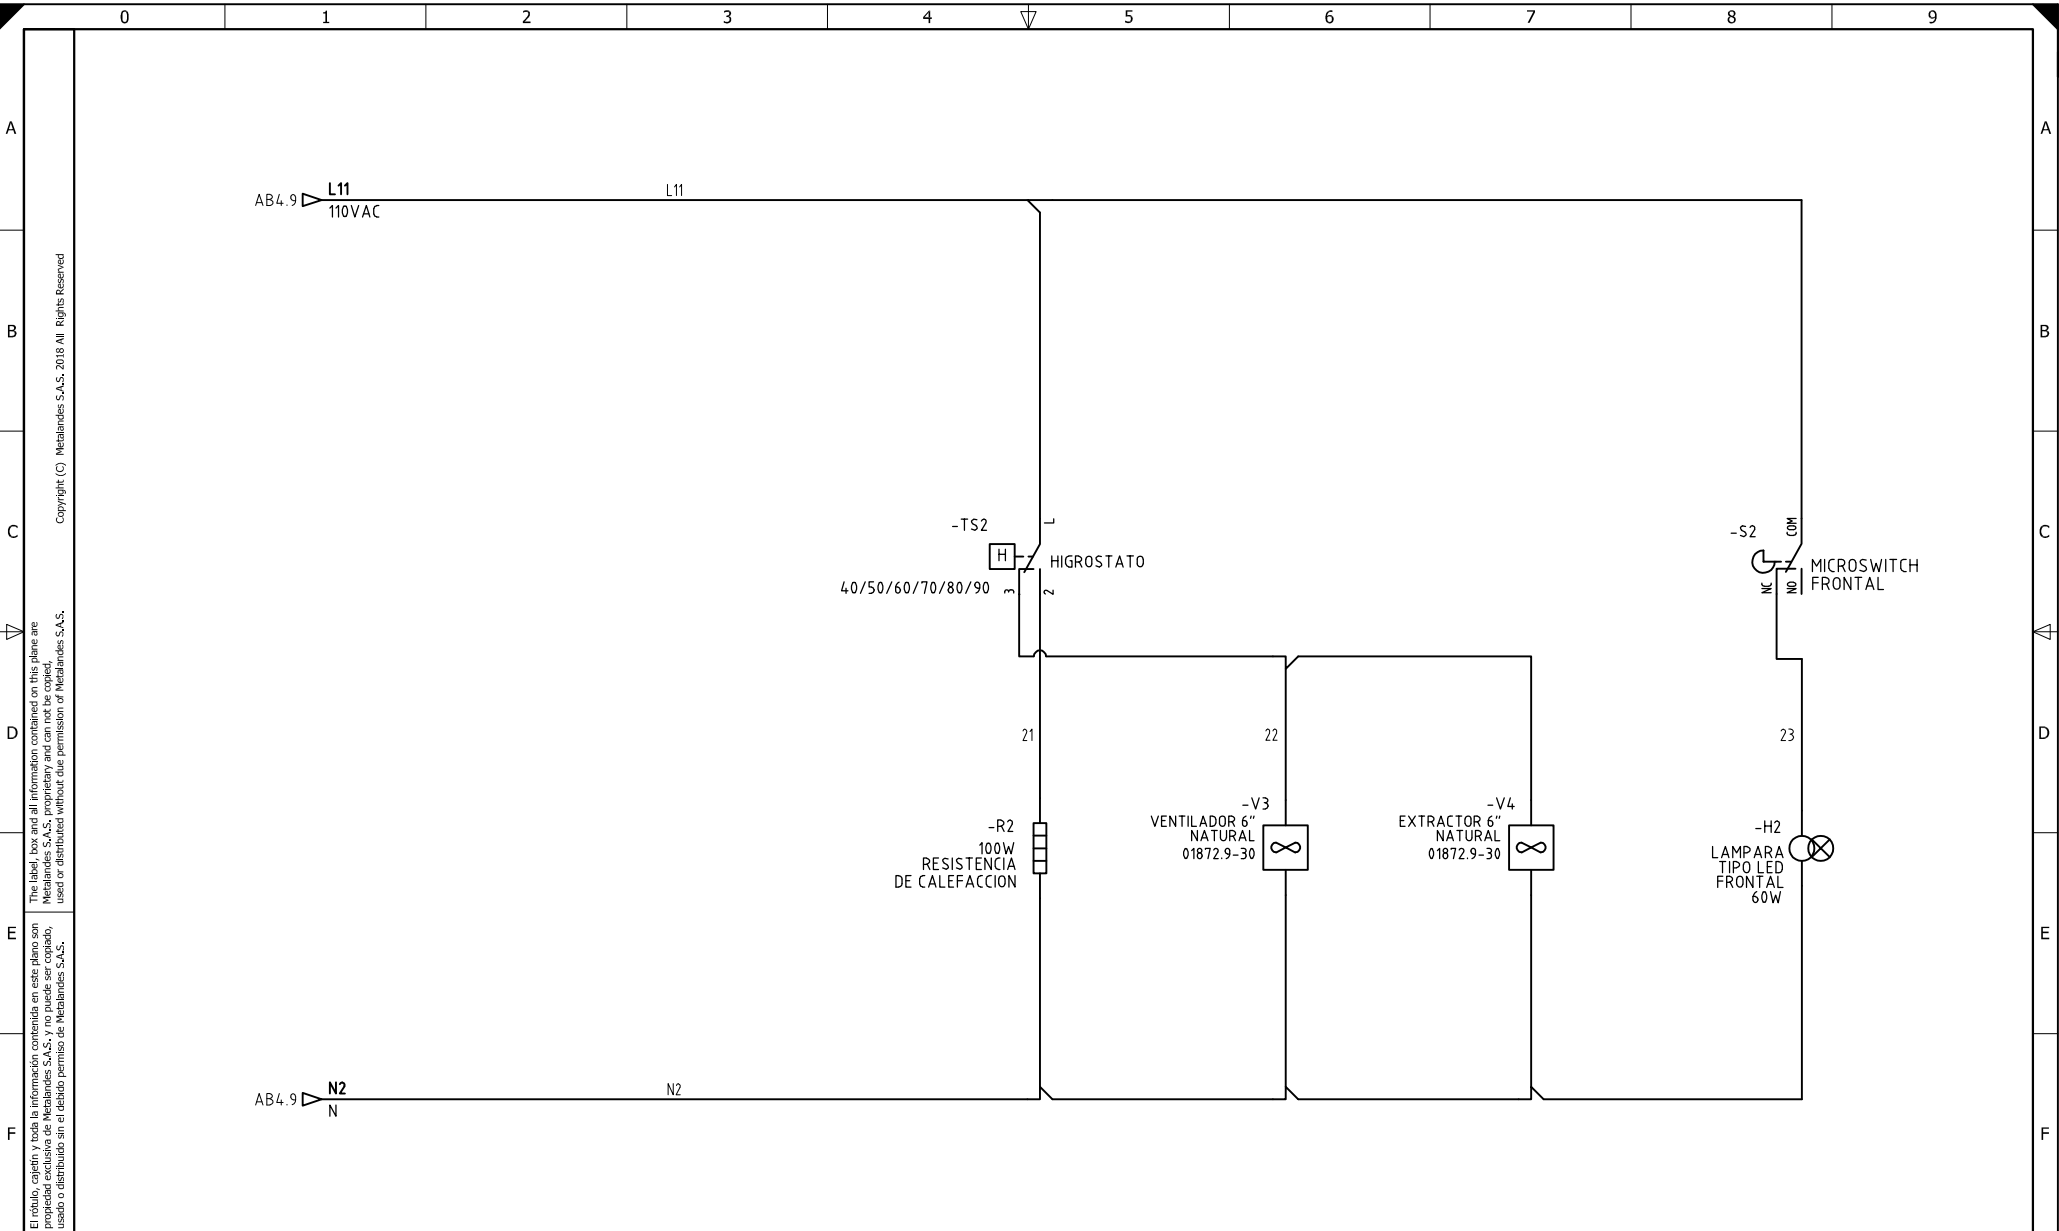 0 1 2 3 4 5 6 7 8 9
A A
L11
AB4.9
110VAC
L11
B B
Copyright (C) Metalandes S.A.S. 2018 All Rights Reserved
C C
-TS2
L
H
HIGROSTATO
40/50/60/70/80/90
3
2
-S2
COM
MICROSWITCH
FRONTAL
NC
NO
The label, box and all information contained on this plane are
Metalandes S.A.S. proprietary and can not be copied,
used or distributed without due permission of Metalandes S.A.S.
D D
21
22
23
-R2
100W
RESISTENCIA
DE CALEFACCION
-V3
VENTILADOR 6"
NATURAL
01872.9-30
-V4
EXTRACTOR 6"
NATURAL
01872.9-30
-H2
LAMPARA
TIPO LED
FRONTAL
60W
E E
El rótulo, cajetín y toda la información contenida en este plano son
propiedad exclusiva de Metalandes S.A.S. y no puede ser copiado,
usado o distribuido sin el debido permiso de Metalandes S.A.S.
N2
AB4.9
N
N2
F F